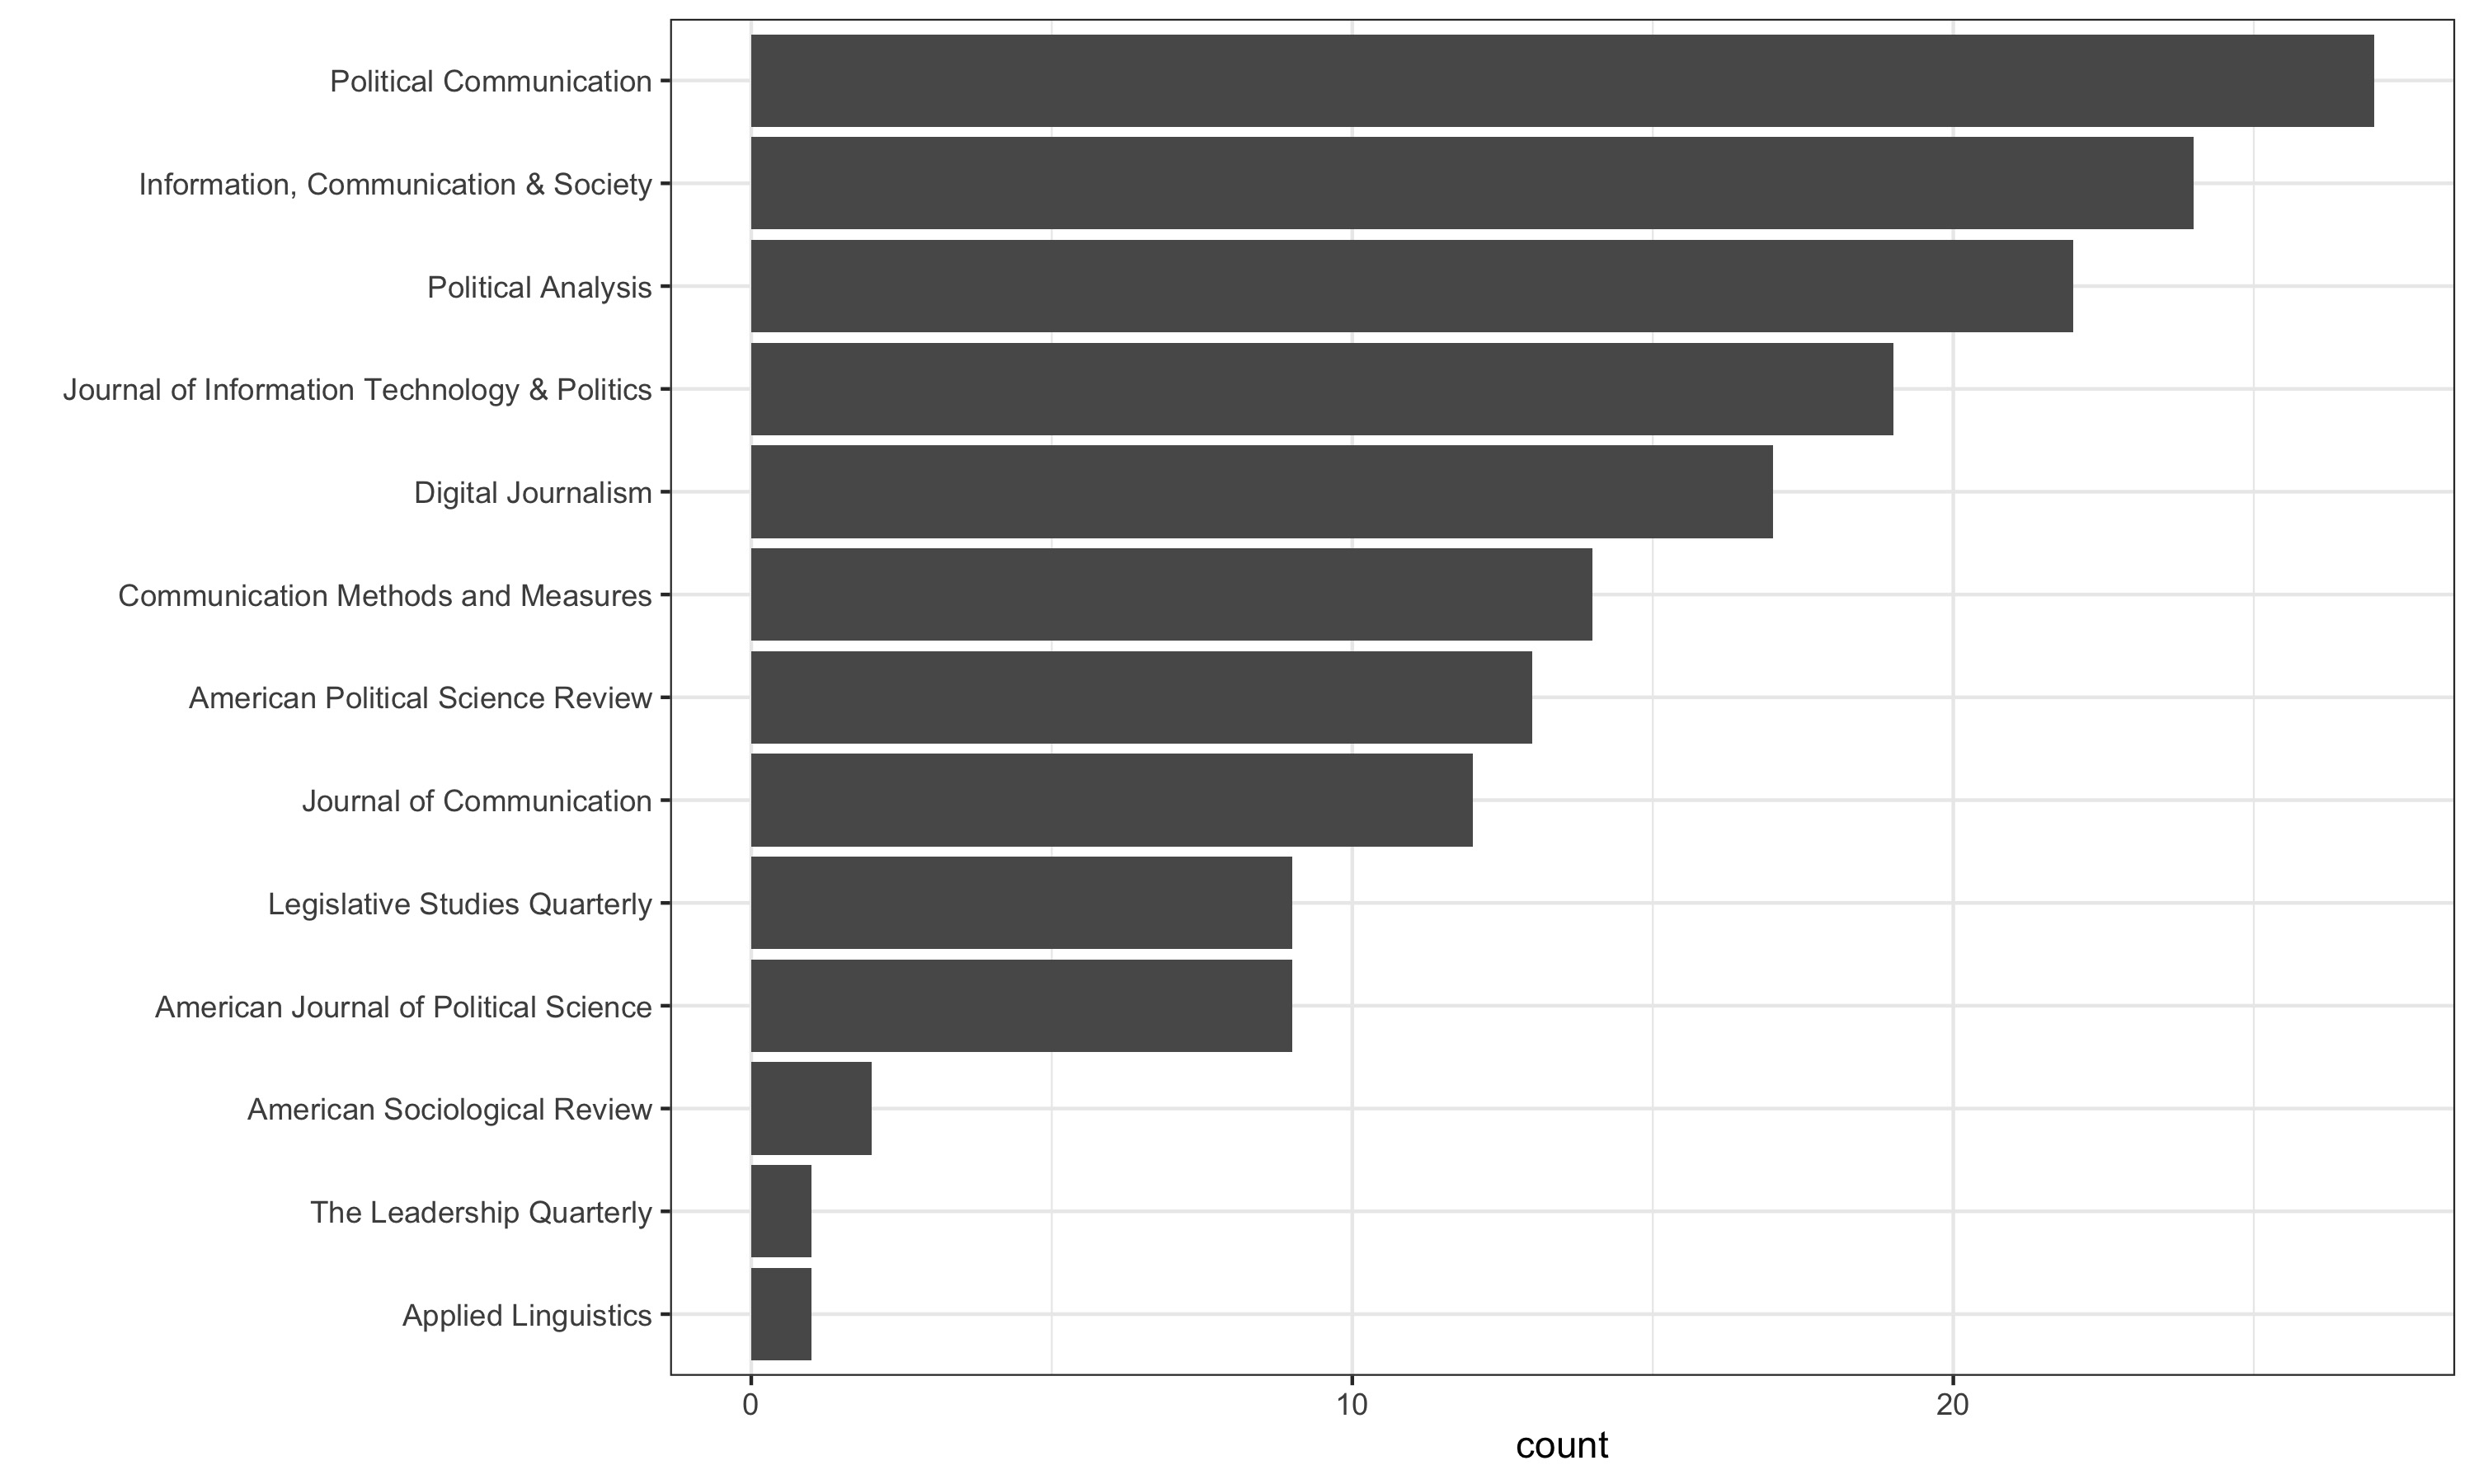 Political Communication
Information, Communication & Society
Political Analysis
Journal of Information Technology & Politics
Digital Journalism
Communication Methods and Measures
American Political Science Review
Journal of Communication
Legislative Studies Quarterly
American Journal of Political Science
American Sociological Review
The Leadership Quarterly
Applied Linguistics
0 10 20
count